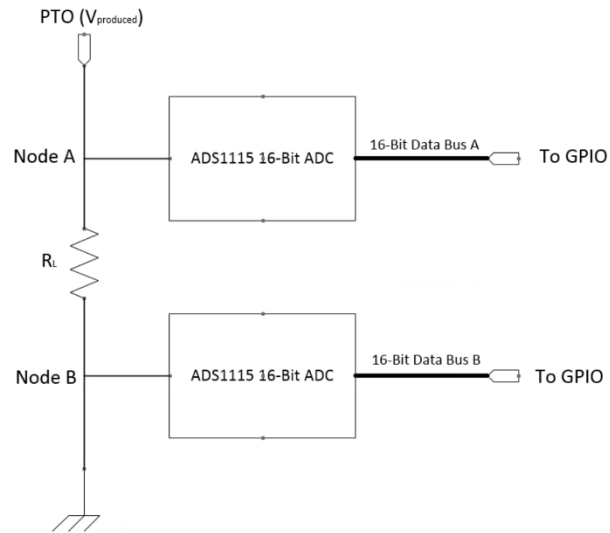 PTO (Vproduced)
Node A
ADS1115 16-Bit ADC
16-Bit Data Bus A
To GPIO
RL
Node B
ADS1115 16-Bit ADC
16-Bit Data Bus B
To GPIO